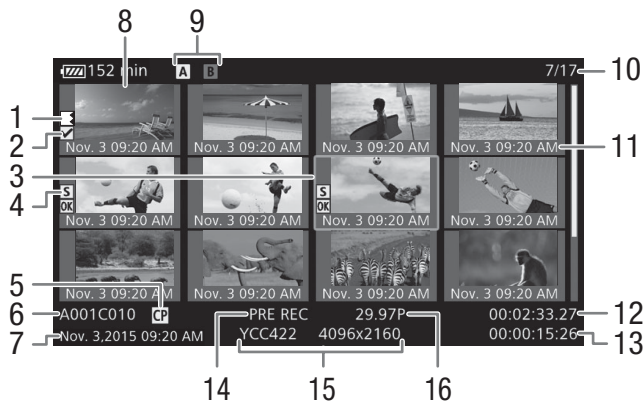 8 9
152 min A B 7/17 10
1
2
Nov. 3 09:20 AM Nov. 3 09:20 AM Nov. 3 09:20 AM Nov. 3 09:20 AM 11
3
4 S S
OK OK
Nov. 3 09:20 AM Nov. 3 09:20 AM Nov. 3 09:20 AM Nov. 3 09:20 AM
5
Nov. 3 09:20 AM Nov. 3 09:20 AM Nov. 3 09:20 AM Nov. 3 09:20 AM
6 A001C010 CP PRE REC 29.97P 00:02:33.27 12
7 Nov. 3,2015 09:20 AM YCC422 4096x2160 00:00:15:26 13
14 15 16